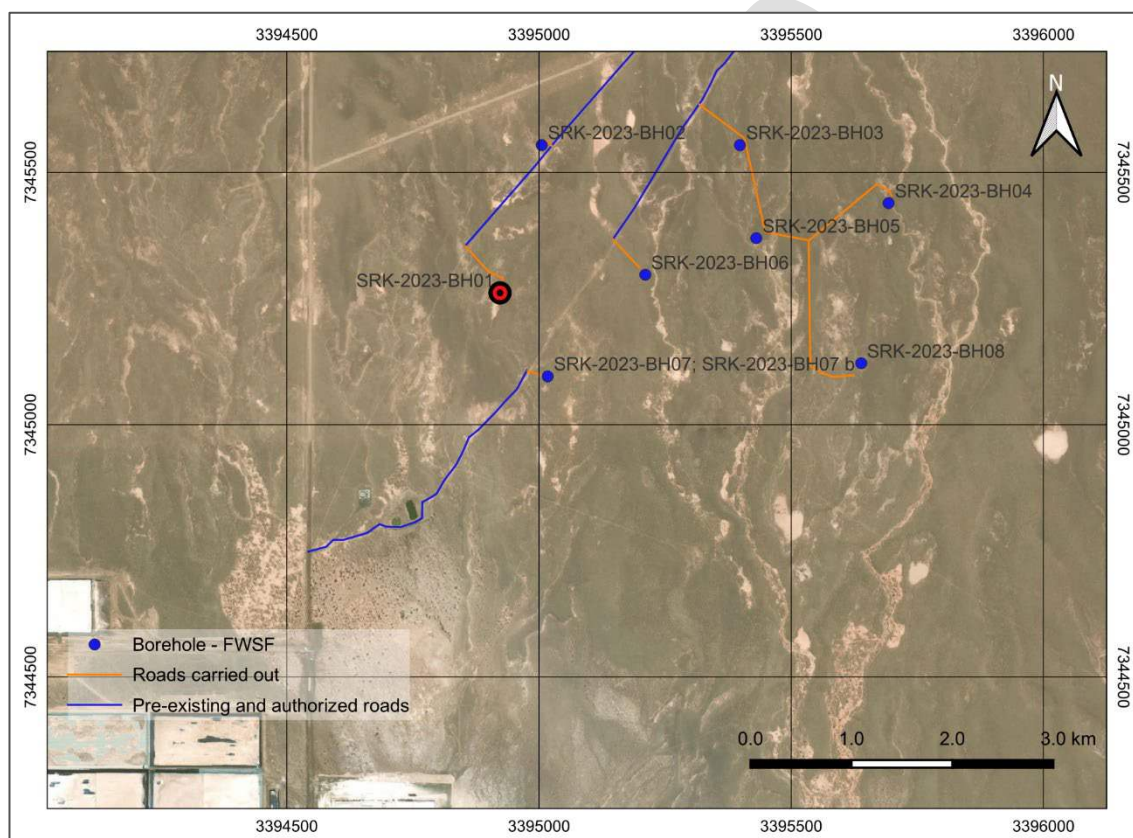 3394500 3395000 3395500 3396000
N
SRK-2023-BH02 SRK-2023-BH03
7345500 7345500
SRK-2023-BH04
SRK-2023-BH05
SRK-2023-BH06
SRK-2023-BH01
SRK-2023-BH07; SRK-2023-BH07 b SRK-2023-BH08
7345000 7345000
Borehole - FWSF
Roads carried out
7344500 7344500
Pre-existing and authorized roads
0.0 1.0 2.0 3.0 km
3394500 3395000 3395500 3396000